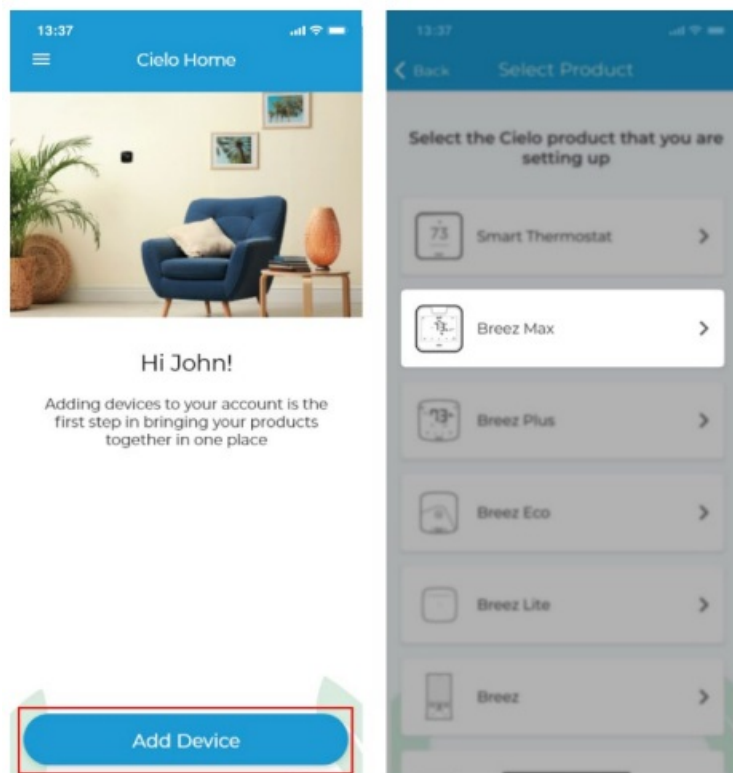 13:37
Cielo Home
Hi John!
Adding devices to your account is the
first step in bringing your products
together in one place
Add Device
13:37
Back
Select Product
Select the Cielo product that you are
setting up
73
Smart Thermostat
73
Breez Max
73
Breez Plus
Breez Eco
Breez Lite
Breez